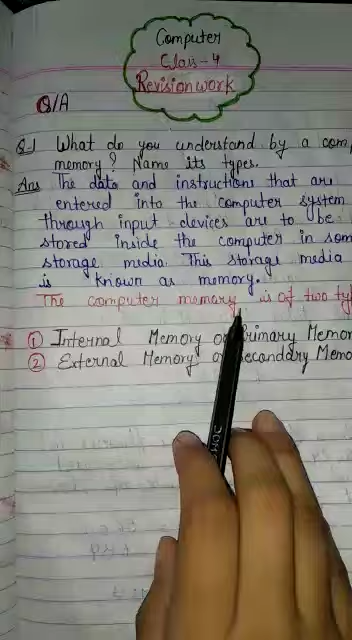 Computer
Class-4
Revision work
Q/A
Q.1 What do you understand by a com
memory? Name its types.
Ans The data and instructions that are
entered into the computer system
through input devices are to be
stored inside the computer in som
storage media. This storage media
is known as memory.
The computer memory is of two ty
① Internal Memory or Primary Memor
② External Memory or Secondary Memo